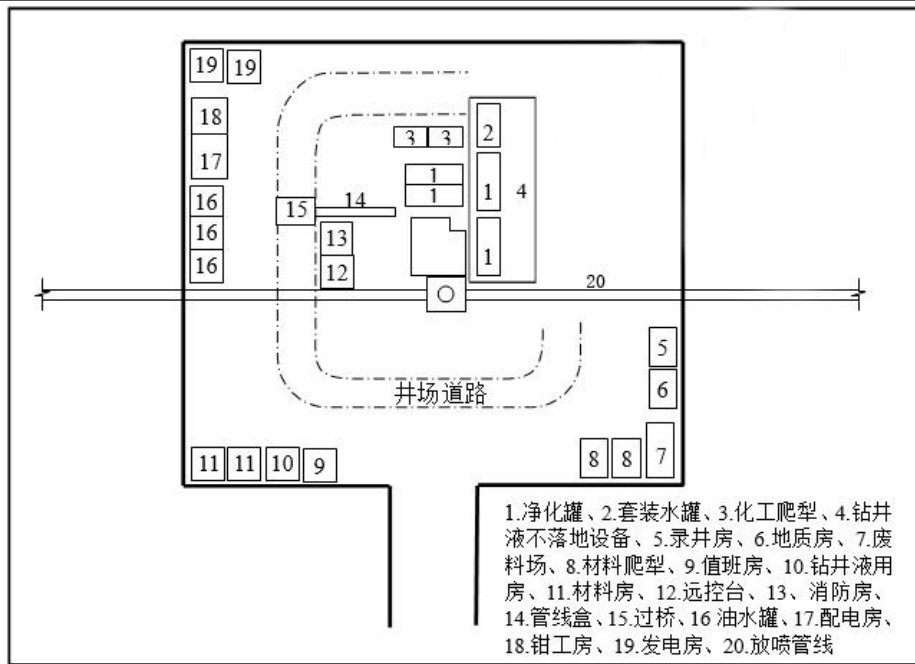 19 19
18
2
3 3
17
1
1 4
1
14
16
15
16
13
1
16
12
20
5
井场道路
6
11 11 10 9
8 8 7
1.净化罐、2.套装水罐、3.化工爬犁、4.钻井
液不落地设备、5.录井房、6.地质房、7.废
料场、8.材料爬犁、9.值班房、10.钻井液用
房、11.材料房、12.远控台、13、消防房、
14.管线盒、15.过桥、16 油水罐、17.配电房、
18.钳工房、19.发电房、20.放喷管线